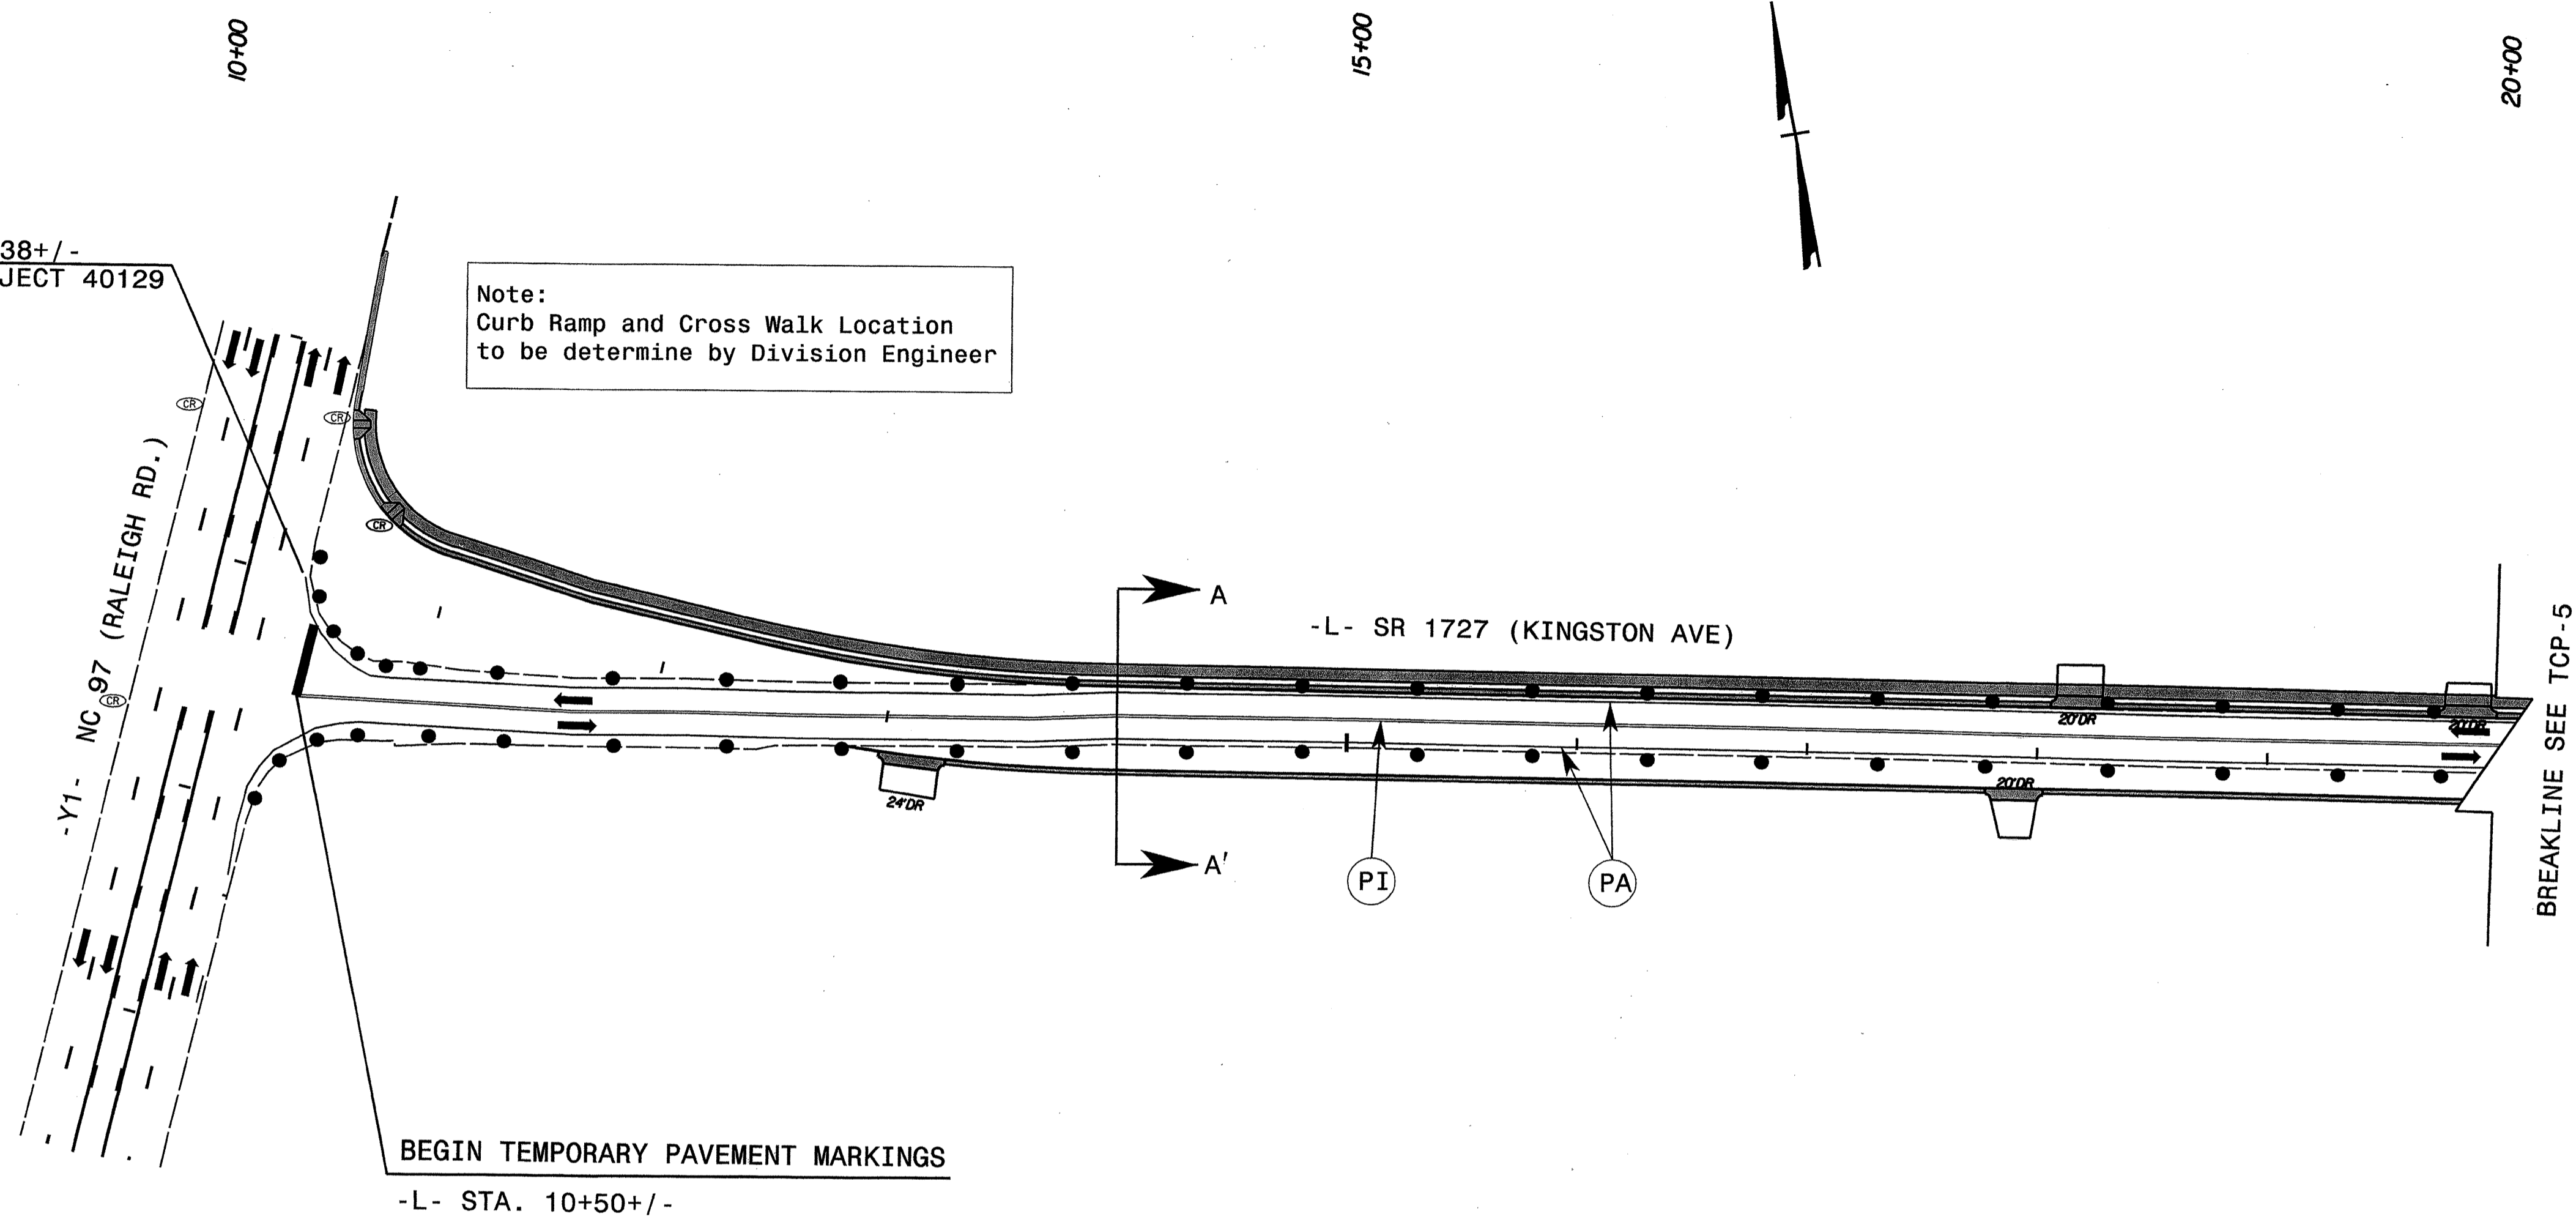 10+00
15+00
20+00
38+/-
JECT 40129
Note:
Curb Ramp and Cross Walk Location
to be determine by Division Engineer
CR
CR
CR
CR
-Y1- NC 97 (RALEIGH RD.)
A
-L- SR 1727 (KINGSTON AVE)
20'DR
20'DR
24'DR
20'DR
A'
PI
PA
BREAKLINE SEE TCP-5
BEGIN TEMPORARY PAVEMENT MARKINGS
-L- STA. 10+50+/-